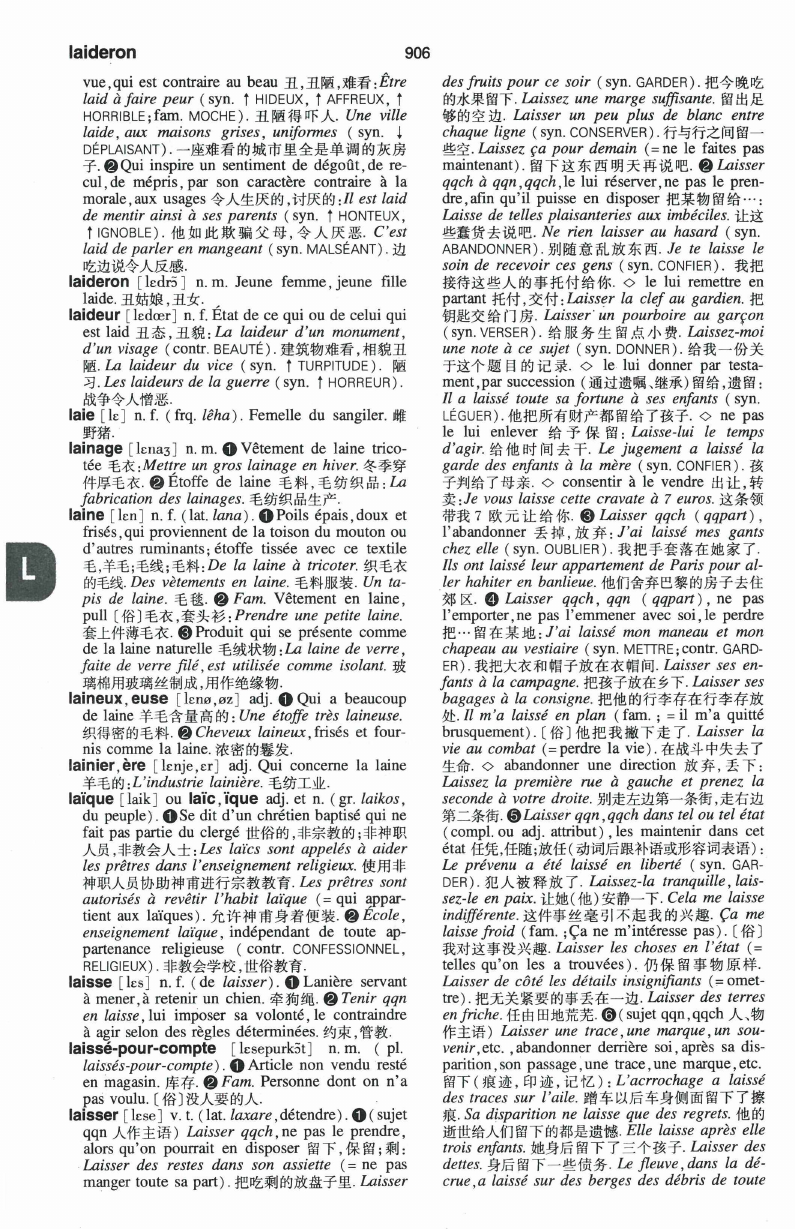 laideron
906
vue,qui est contraire au beau 丑,丑陋,难看:Être
laid à faire peur ( syn. ↑ HIDEUX, ↑ AFFREUX, ↑
HORRIBLE;fam. MOCHE ). 丑陋得吓人. Une ville
laide, aux maisons grises, uniformes ( syn. ↓
DÉPLAISANT ). 一座难看的城市里全是单调的灰房
子. ❷Qui inspire un sentiment de dégoût,de re-
cul,de mépris, par son caractère contraire à la
morale,aux usages 令人生厌的,讨厌的:Il est laid
de mentir ainsi à ses parents ( syn. ↑ HONTEUX,
↑ IGNOBLE ). 他如此欺骗父母,令人厌恶. C'est
laid de parler en mangeant ( syn. MALSÉANT ). 边
吃边说令人反感.
laideron [ lɛdrɔ̃ ] n. m. Jeune femme,jeune fille
laide. 丑姑娘,丑女.
laideur [ lɛdœr ] n. f. État de ce qui ou de celui qui
est laid 丑态,丑貌: La laideur d'un monument,
d'un visage ( contr. BEAUTÉ ). 建筑物难看,相貌丑
陋. La laideur du vice ( syn. ↑ TURPITUDE ). 陋
习. Les laideurs de la guerre ( syn. ↑ HORREUR ).
战争令人憎恶.
laie [ lɛ ] n. f. ( frq. lêha ). Femelle du sangiler. 雌
野猪.
lainage [ lɛnaʒ ] n. m. ❶ Vêtement de laine trico-
tée 毛衣:Mettre un gros lainage en hiver. 冬季穿
件厚毛衣. ❷ Étoffe de laine 毛料,毛纺织品: La
fabrication des lainages. 毛纺织品生产.
laine [ lɛn ] n. f. ( lat. lana ). ❶Poils épais,doux et
frisés,qui proviennent de la toison du mouton ou
d'autres ruminants; étoffe tissée avec ce textile
毛,羊毛;毛线;毛料:De la laine à tricoter. 织毛衣
的毛线. Des vètements en laine. 毛料服装. Un ta-
pis de laine. 毛毯. ❷ Fam. Vêtement en laine,
pull [俗]毛衣,套头衫: Prendre une petite laine.
套上件薄毛衣. ❸Produit qui se présente comme
de la laine naturelle 毛绒状物:La laine de verre,
faite de verre filé, est utilisée comme isolant. 玻
璃棉用玻璃丝制成,用作绝缘物.
laineux, euse [ lɛnø,øz ] adj. ❶ Qui a beaucoup
de laine 羊毛含量高的: Une étoffe très laineuse.
织得密的毛料. ❷ Cheveux laineux,frisés et four-
nis comme la laine. 浓密的鬈发.
lainier,ère [ lɛnje,ɛr ] adj. Qui concerne la laine
羊毛的:L'industrie lainière. 毛纺工业.
laïque [ laik ] ou laïc,ïque adj. et n. ( gr. laikos,
du peuple ). ❶Se dit d'un chrétien baptisé qui ne
fait pas partie du clergé 世俗的,非宗教的;非神职
人员,非教会人士: Les laïcs sont appelés à aider
les prêtres dans l'enseignement religieux. 使用非
神职人员协助神甫进行宗教教育. Les prêtres sont
autorisés à revêtir l'habit laïque ( = qui appar-
tient aux laïques ). 允许神甫身着便装. ❷ École,
enseignement laïque, indépendant de toute ap-
partenance religieuse ( contr. CONFESSIONNEL,
RELIGIEUX ). 非教会学校,世俗教育.
laisse [ lɛs ] n. f. ( de laisser ). ❶ Lanière servant
à mener,à retenir un chien. 牵狗绳. ❷ Tenir qqn
en laisse,lui imposer sa volonté,le contraindre
à agir selon des règles déterminées. 约束,管教.
laissé-pour-compte [ lɛsepurkɔ̃t ] n. m. ( pl.
laissés-pour-compte ). ❶ Article non vendu resté
en magasin. 库存. ❷ Fam. Personne dont on n'a
pas voulu. [俗]没人要的人.
laisser [ lɛse ] v. t. ( lat. laxare,détendre ). ❶( sujet
qqn 人作主语) Laisser qqch,ne pas le prendre,
alors qu'on pourrait en disposer 留下,保留;剩:
Laisser des restes dans son assiette ( = ne pas
manger toute sa part ). 把吃剩的放盘子里. Laisser
des fruits pour ce soir ( syn. GARDER ). 把今晚吃
的水果留下. Laissez une marge suffisante. 留出足
够的空边. Laisser un peu plus de blanc entre
chaque ligne ( syn. CONSERVER ). 行与行之间留一
些空. Laissez ça pour demain ( = ne le faites pas
maintenant ). 留下这东西明天再说吧. ❷ Laisser
qqch à qqn,qqch,le lui réserver,ne pas le pren-
dre,afin qu'il puisse en disposer 把某物留给…:
Laisse de telles plaisanteries aux imbéciles. 让这
些蠢货去说吧. Ne rien laisser au hasard ( syn.
ABANDONNER ). 别随意乱放东西. Je te laisse le
soin de recevoir ces gens ( syn. CONFIER ). 我把
接待这些人的事托付给你. ◇ le lui remettre en
partant 托付,交付: Laisser la clef au gardien. 把
钥匙交给门房. Laisser un pourboire au garçon
( syn. VERSER ). 给服务生留点小费. Laissez-moi
une note à ce sujet ( syn. DONNER ). 给我一份关
于这个题目的记录. ◇ le lui donner par testa-
ment,par succession ( 通过遗嘱、继承)留给,遗留:
Il a laissé toute sa fortune à ses enfants ( syn.
LÉGUER ). 他把所有财产都留给了孩子. ◇ ne pas
le lui enlever 给予保留: Laisse-lui le temps
d'agir. 给他时间去干. Le jugement a laissé la
garde des enfants à la mère ( syn. CONFIER ). 孩
子判给了母亲. ◇ consentir à le vendre 出让,转
卖:Je vous laisse cette cravate à 7 euros. 这条领
带我7欧元让给你. ❸ Laisser qqch ( qqpart ),
l'abandonner 丢掉,放弃: J'ai laissé mes gants
chez elle ( syn. OUBLIER ). 我把手套落在她家了.
Ils ont laissé leur appartement de Paris pour al-
ler hahiter en banlieue. 他们舍弃巴黎的房子去住
郊区. ❹ Laisser qqch, qqn ( qqpart ), ne pas
l'emporter,ne pas l'emmener avec soi,le perdre
把…留在某地: J'ai laissé mon maneau et mon
chapeau au vestiaire ( syn. METTRE;contr. GARD-
ER ). 我把大衣和帽子放在衣帽间. Laisser ses en-
fants à la campagne. 把孩子放在乡下. Laisser ses
bagages à la consigne. 把他的行李存在行李存放
处. Il m'a laissé en plan ( fam. ; = il m'a quitté
brusquement ). [俗] 他把我撇下走了. Laisser la
vie au combat ( = perdre la vie ). 在战斗中失去了
生命. ◇ abandonner une direction 放弃,丢下:
Laissez la première rue à gauche et prenez la
seconde à votre droite. 别走左边第一条街,走右边
第二条街. ❺Laisser qqn,qqch dans tel ou tel état
( compl. ou adj. attribut ) , les maintenir dans cet
état 任凭,任随;放任(动词后跟补语或形容词表语):
Le prévenu a été laissé en liberté ( syn. GAR-
DER ). 犯人被释放了. Laissez-la tranquille, lais-
sez-le en paix. 让她(他)安静一下. Cela me laisse
indifférente. 这件事丝毫引不起我的兴趣. Ça me
laisse froid ( fam. ;Ça ne m'intéresse pas ). [俗]
我对这事没兴趣. Laisser les choses en l'état ( =
telles qu'on les a trouvées ). 仍保留事物原样.
Laisser de côté les détails insignifiants ( = omet-
tre ). 把无关紧要的事丢在一边. Laisser des terres
en friche. 任由田地荒芜. ❻( sujet qqn,qqch 人、物
作主语) Laisser une trace,une marque,un sou-
venir,etc. ,abandonner derrière soi,après sa dis-
parition,son passage,une trace,une marque,etc.
留下(痕迹,印迹,记忆): L'acrrochage a laissé
des traces sur l'aile. 蹭车以后车身侧面留下了擦
痕. Sa disparition ne laisse que des regrets. 他的
逝世给人们留下的都是遗憾. Elle laisse après elle
trois enfants. 她身后留下了三个孩子. Laisser des
dettes. 身后留下一些债务. Le fleuve,dans la dé-
crue,a laissé sur des berges des débris de toute
L